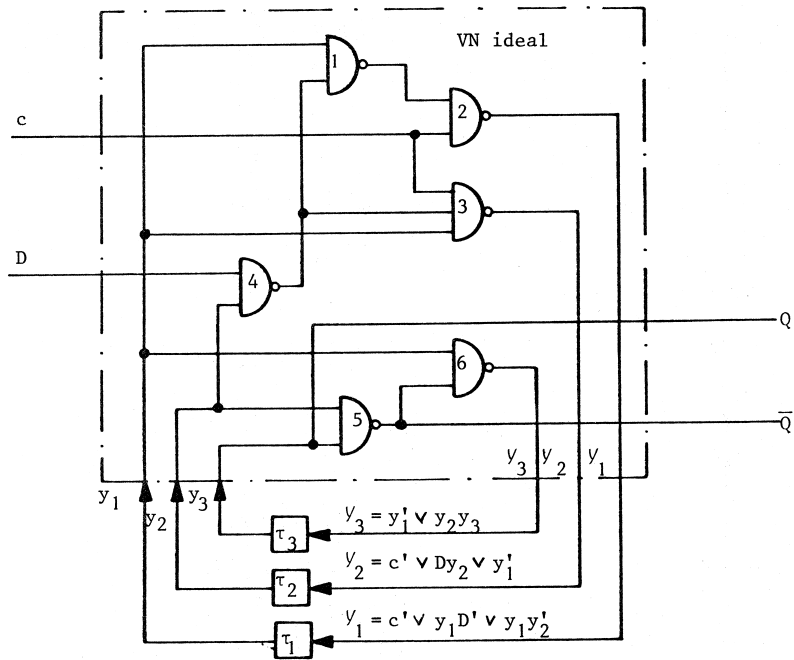 VN ideal
1
2
c
3
D
4
Q
6
5
Q̅
Y3 Y2 Y1
y1 y2 y3
τ3
Y3 = y1' ∨ y2y3
τ2
Y2 = c' ∨ Dy2 ∨ y1'
τ1
Y1 = c' ∨ y1D' ∨ y1y2'